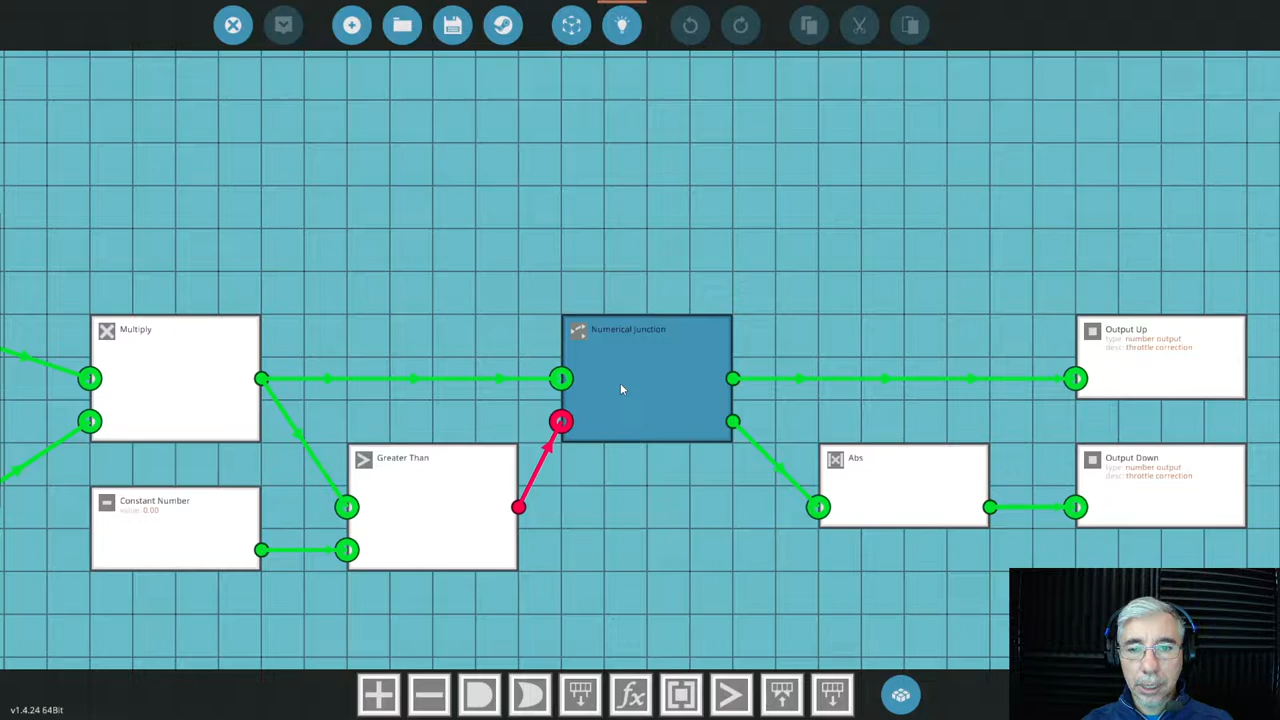 Multiply
Numerical Junction
Output Up
type: number output
desc: throttle correction
Greater Than
Abs
Output Down
type: number output
desc: throttle correction
Constant Number
value: 0.00
fx
v1.4.24 64Bit